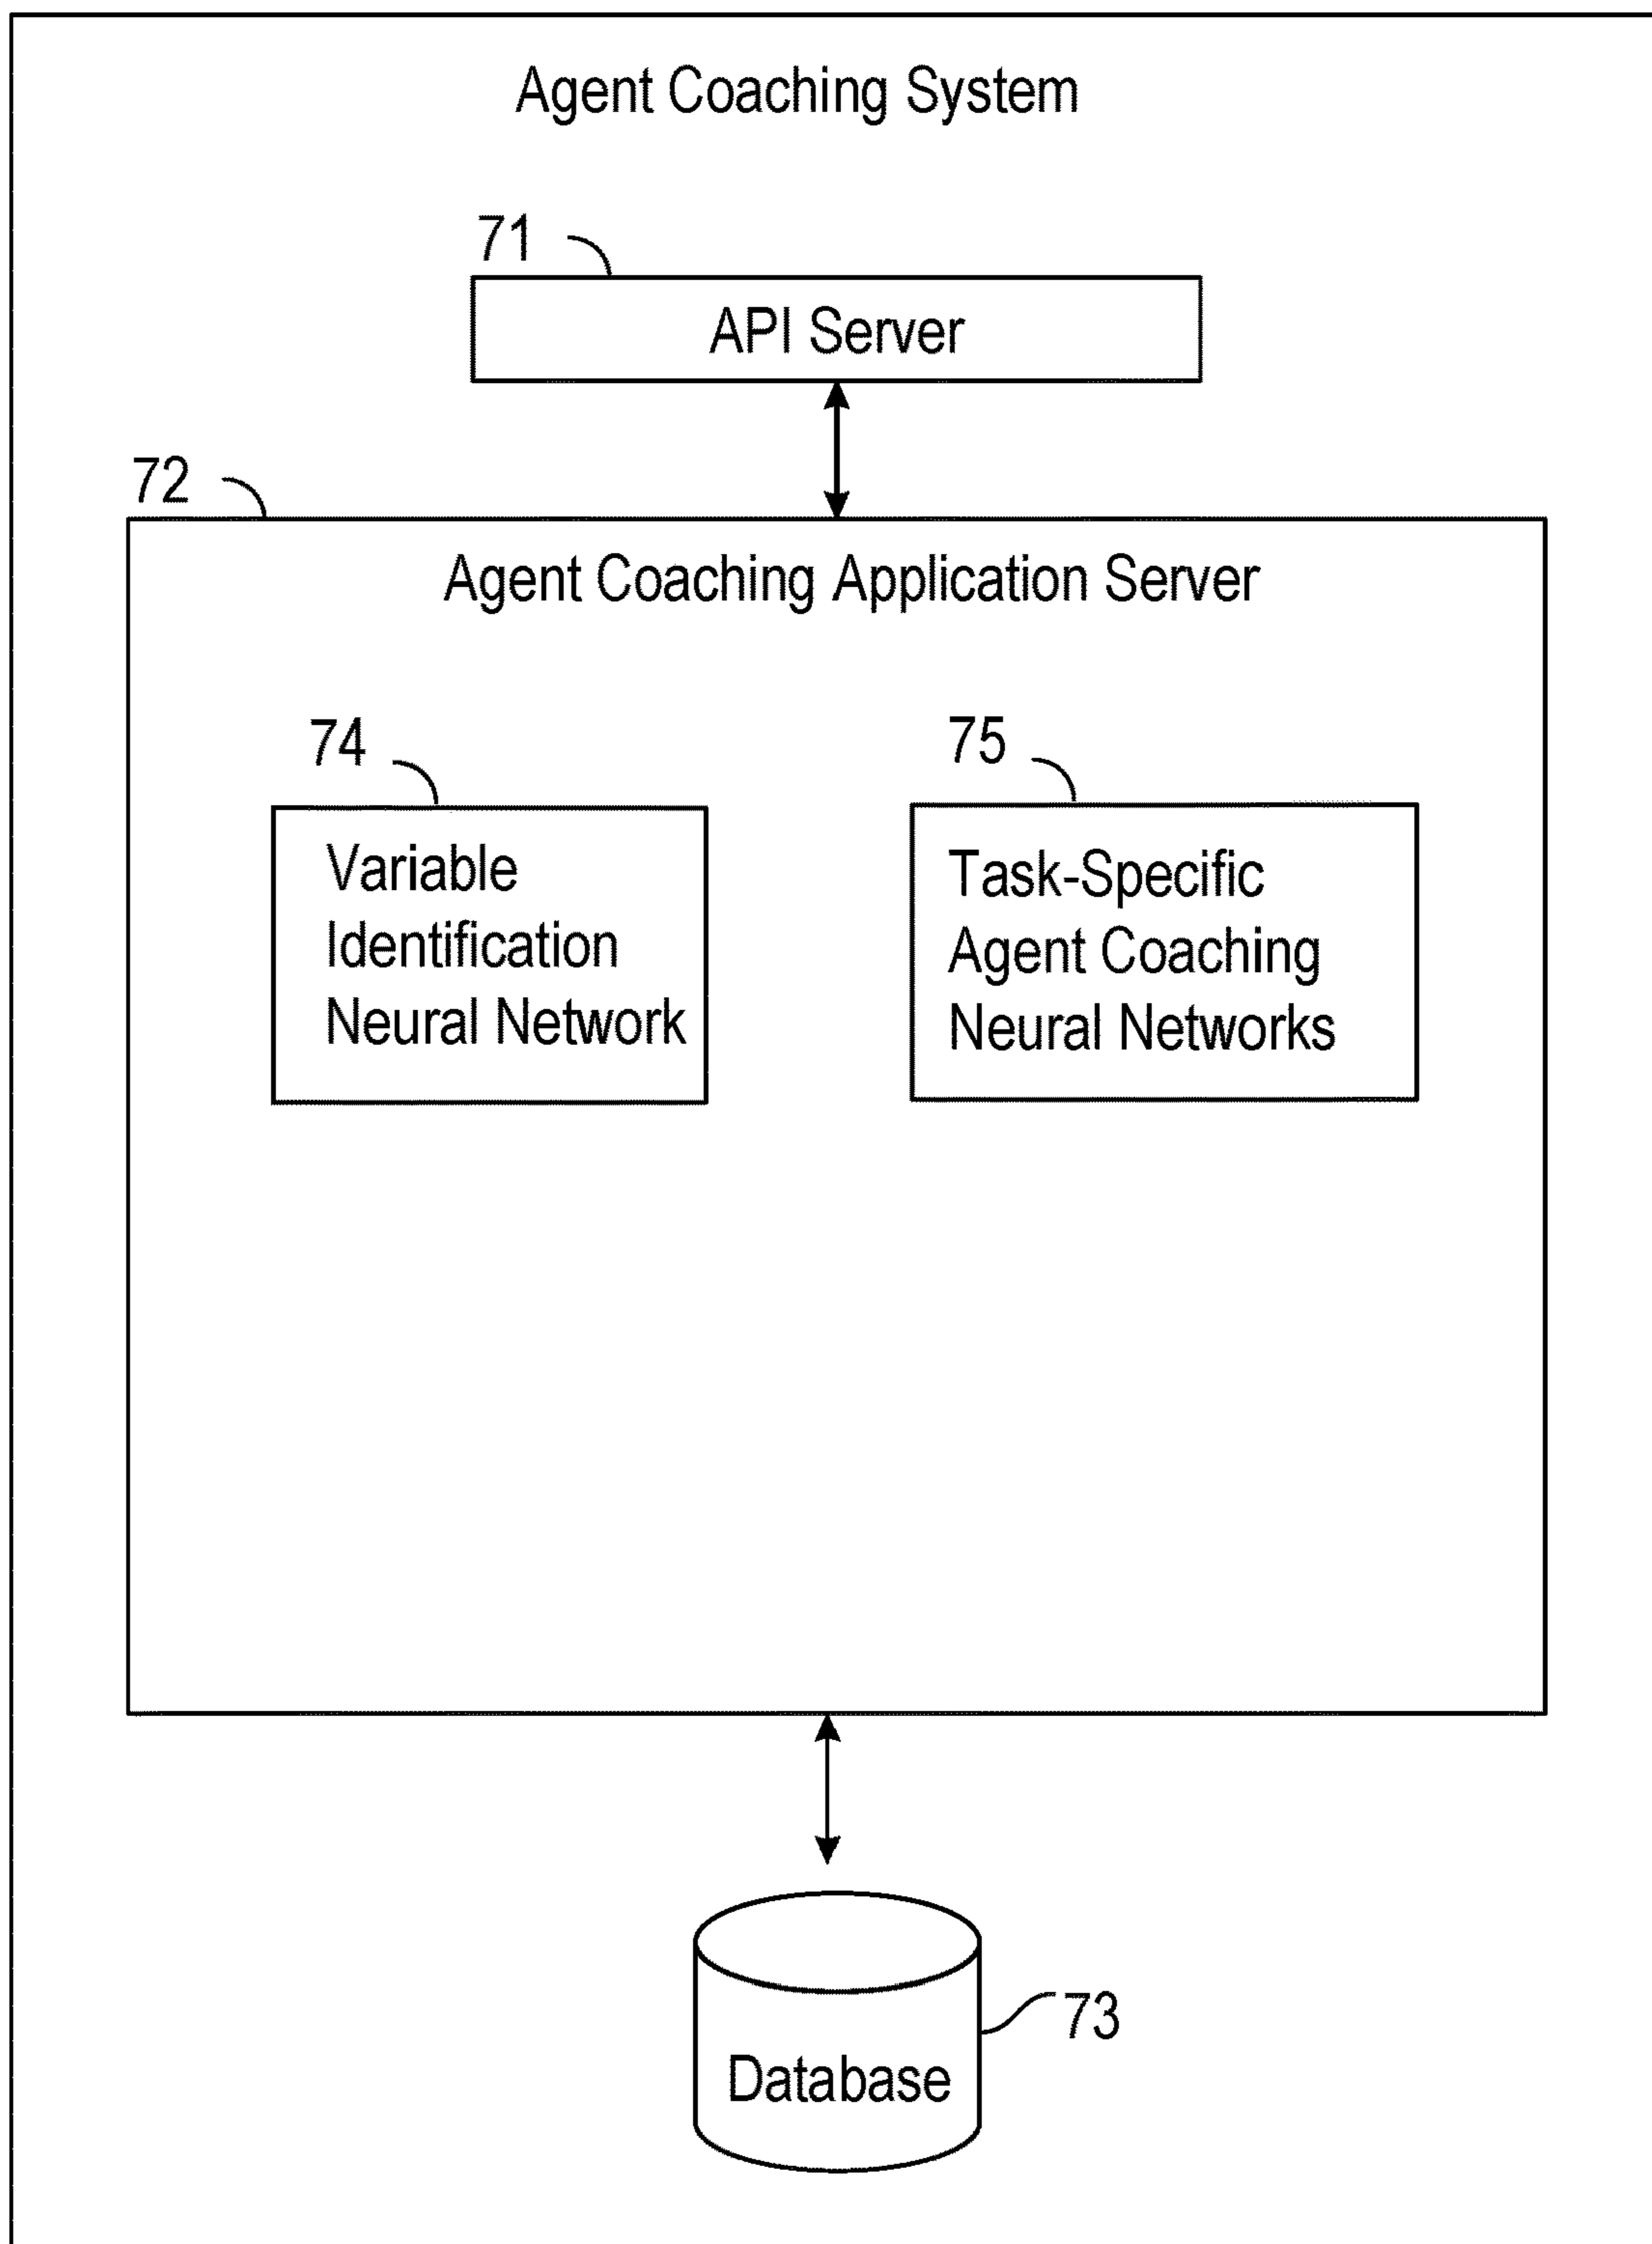 Agent Coaching System
71
API Server
72
Agent Coaching Application Server
74
Variable
Identification
Neural Network
75
Task-Specific
Agent Coaching
Neural Networks
73
Database